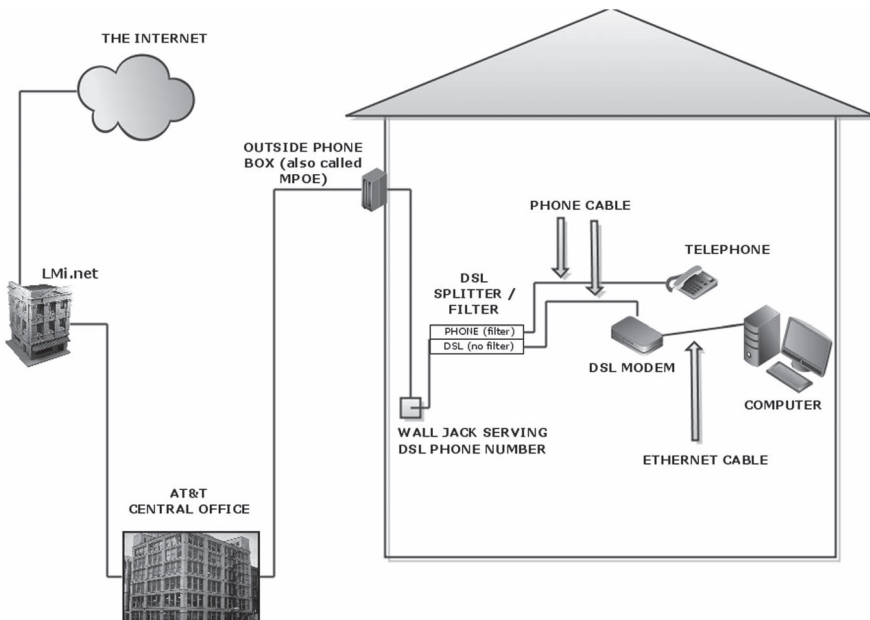 THE INTERNET
OUTSIDE PHONE
BOX (also called
MPOE)
PHONE CABLE
TELEPHONE
LMi.net
DSL
SPLITTER /
FILTER
PHONE (filter)
DSL (no filter)
DSL MODEM
COMPUTER
WALL JACK SERVING
DSL PHONE NUMBER
ETHERNET CABLE
AT&T
CENTRAL OFFICE